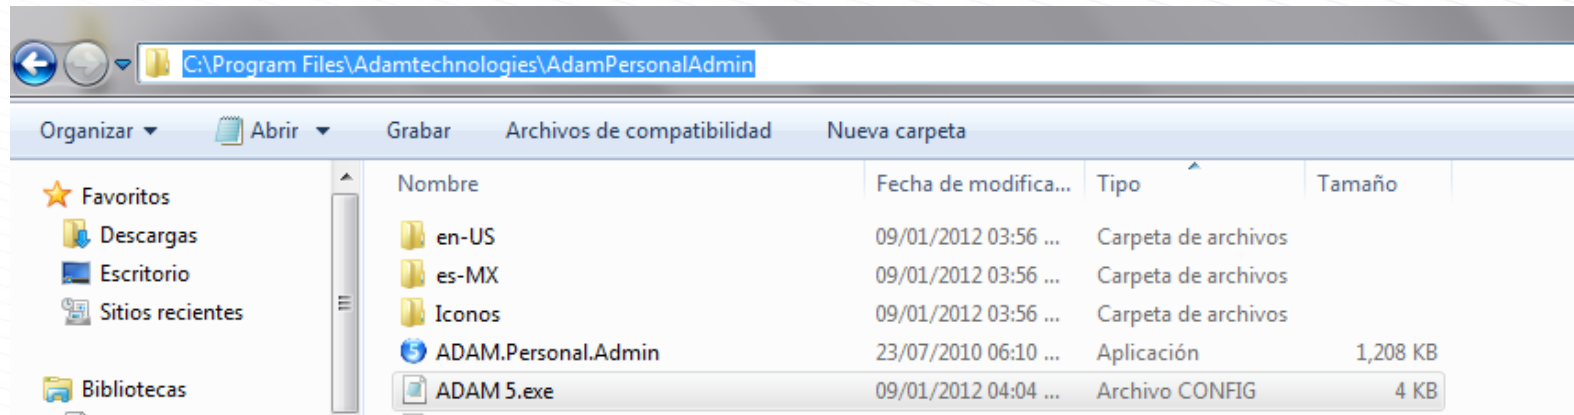 C:\Program Files\Adamtechnologies\AdamPersonalAdmin
Organizar Abrir Grabar Archivos de compatibilidad Nueva carpeta
Favoritos
Descargas
Escritorio
Sitios recientes
Bibliotecas
Nombre Fecha de modifica... Tipo Tamaño
en-US 09/01/2012 03:56 ... Carpeta de archivos
es-MX 09/01/2012 03:56 ... Carpeta de archivos
Iconos 09/01/2012 03:56 ... Carpeta de archivos
ADAM.Personal.Admin 23/07/2010 06:10 ... Aplicación 1,208 KB
ADAM 5.exe 09/01/2012 04:04 ... Archivo CONFIG 4 KB